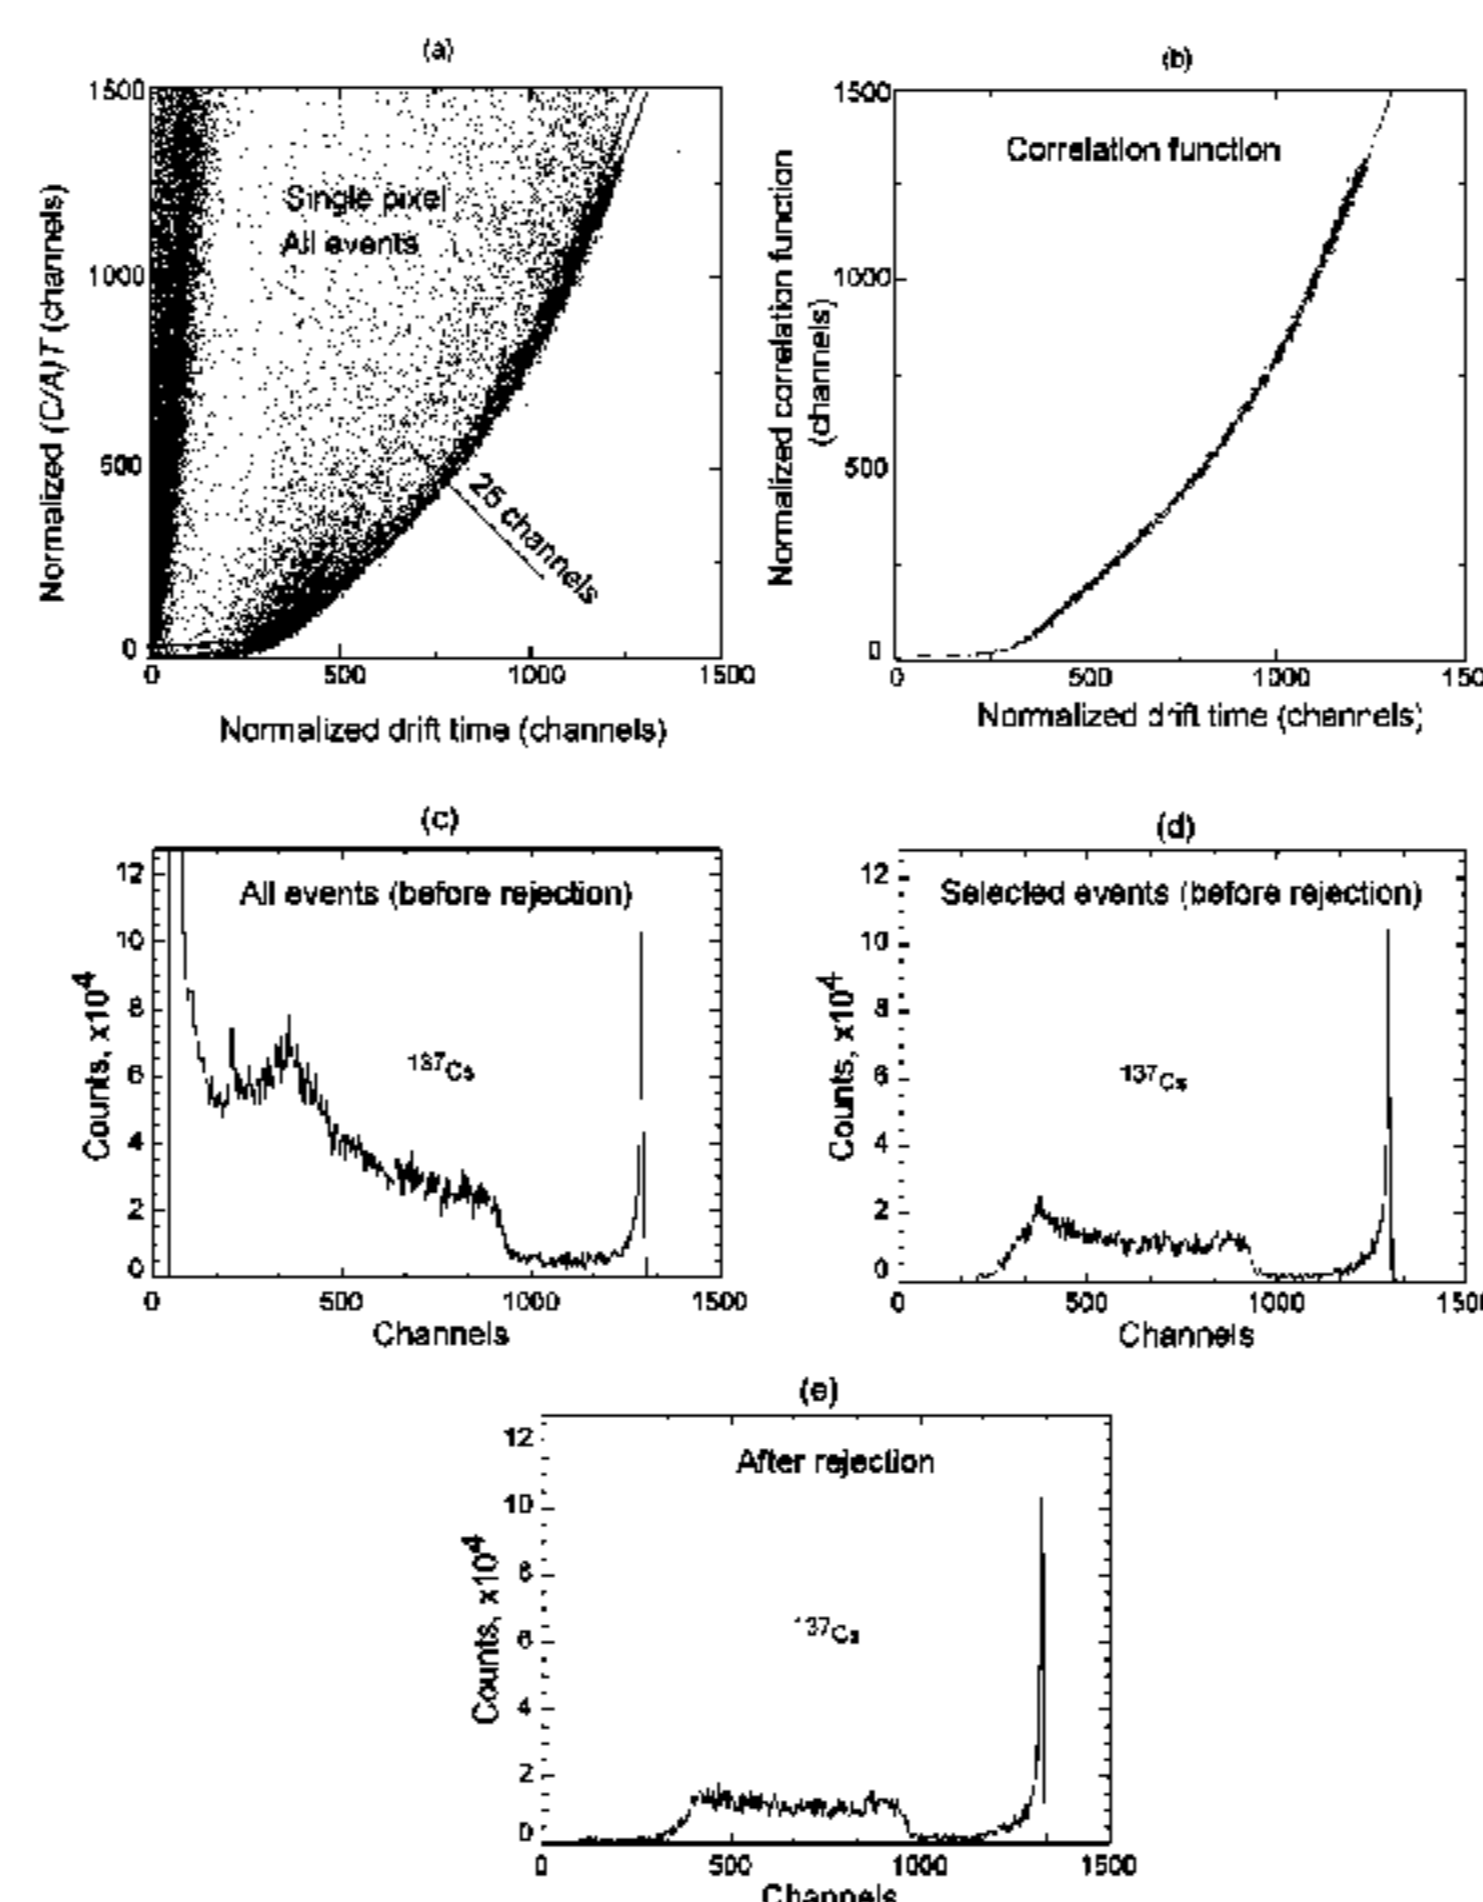 (a)
1500
1000
500
0
Normalized (C/A)T (channels)
Single pixel
All events
25 channels
0 500 1000 1500
Normalized drift time (channels)
(b)
1500
1000
500
0
Normalized correlation function
(channels)
Correlation function
0 500 1000 150
Normalized drift time (channels)
(c)
12
10
8
6
4
2
0
Counts, x10⁴
All events (before rejection)
¹³⁷Cs
0 500 1000 1500
Channels
(d)
12
10
8
6
4
2
0
Counts, x10⁴
Selected events (before rejection)
¹³⁷Cs
0 500 1000 1500
Channels
(e)
12
10
8
6
4
2
0
Counts, x10⁴
After rejection
¹³⁷Cs
0 500 1000 1500
Channels